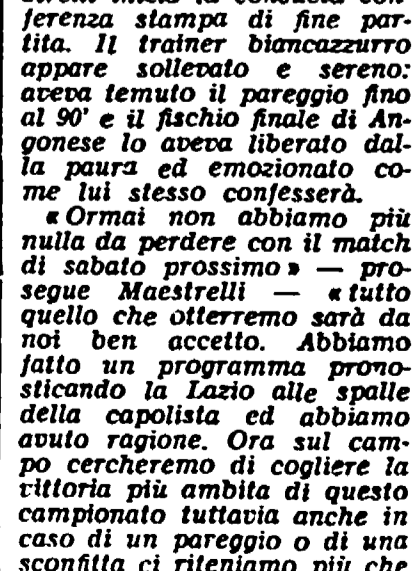 ferenza stampa di fine par-
tita. Il trainer biancazzurro
appare sollevato e sereno:
aveva temuto il pareggio fino
al 90' e il fischio finale di An-
gonese lo aveva liberato dal-
la paura ed emozionato co-
me lui stesso confesserà.
«Ormai non abbiamo più
nulla da perdere con il match
di sabato prossimo» — pro-
segue Maestrelli — «tutto
quello che otterremo sarà da
noi ben accetto. Abbiamo
fatto un programma prono-
sticando la Lazio alle spalle
della capolista ed abbiamo
avuto ragione. Ora sul cam-
po cercheremo di cogliere la
vittoria più ambita di questo
campionato tuttavia anche in
caso di un pareggio o di una
sconfitta ci riteniamo più che